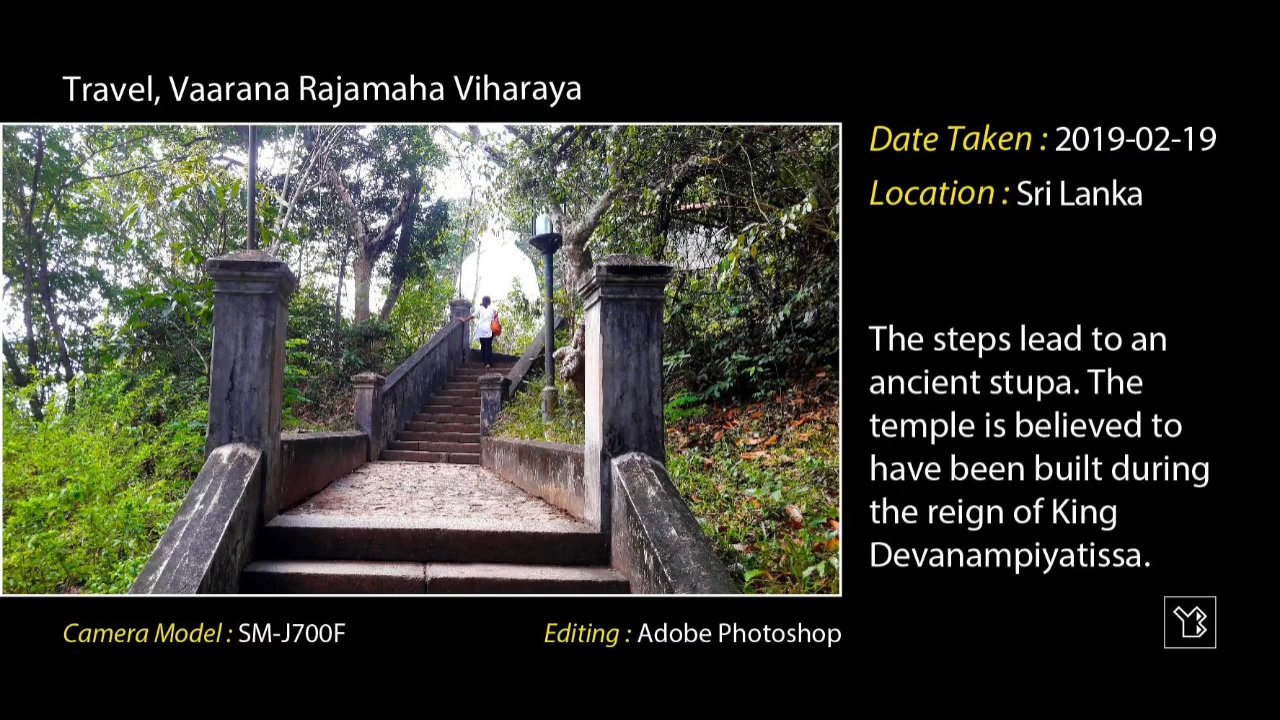 Travel, Vaarana Rajamaha Viharaya
Date Taken : 2019-02-19
Location : Sri Lanka
The steps lead to an
ancient stupa. The
temple is believed to
have been built during
the reign of King
Devanampiyatissa.
Camera Model : SM-J700F
Editing : Adobe Photoshop